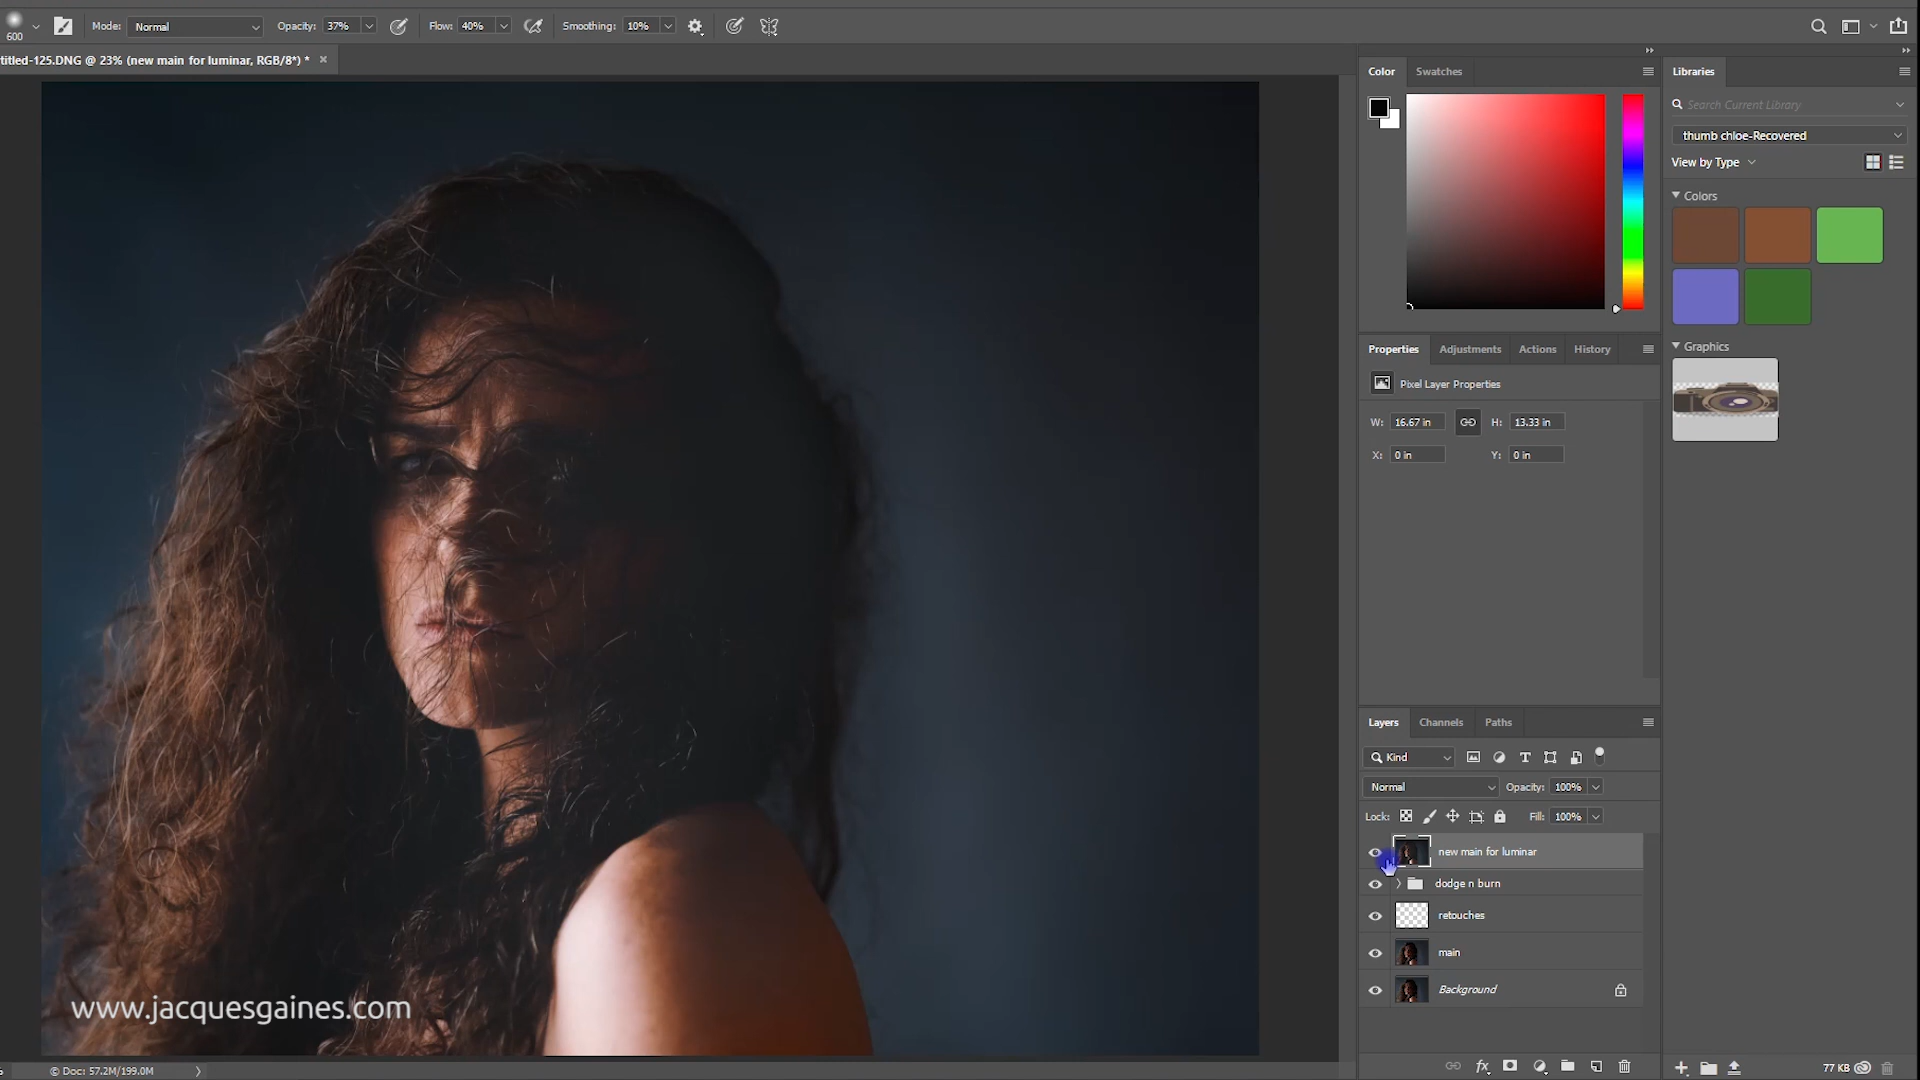 600
Mode: Normal Opacity: 37% Flow: 40% Smoothing: 10%
titled-125.DNG @ 23% (new main for luminar, RGB/8*) * ×
Color Swatches
Properties Adjustments Actions History
Pixel Layer Properties
W: 16.67 in H: 13.33 in
X: 0 in Y: 0 in
Layers Channels Paths
Kind
Normal Opacity: 100%
Lock: Fill: 100%
new main for luminar
dodge n burn
retouches
main
Background
fx
Libraries
Search Current Library
thumb chloe-Recovered
View by Type
Colors
Graphics
77 KB
www.jacquesgaines.com
© Doc: 57.2M/199.0M